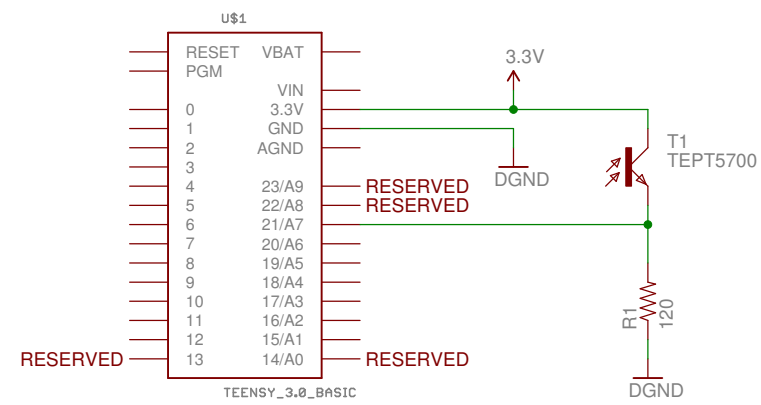 U$1
RESET VBAT
PGM
VIN
0 3.3V
1 GND
2 AGND
3
4 23/A9 RESERVED
5 22/A8 RESERVED
6 21/A7
7 20/A6
8 19/A5
9 18/A4
10 17/A3
11 16/A2
12 15/A1
RESERVED 13 14/A0 RESERVED
TEENSY_3.0_BASIC
3.3V
DGND
T1
TEPT5700
R1
120
DGND